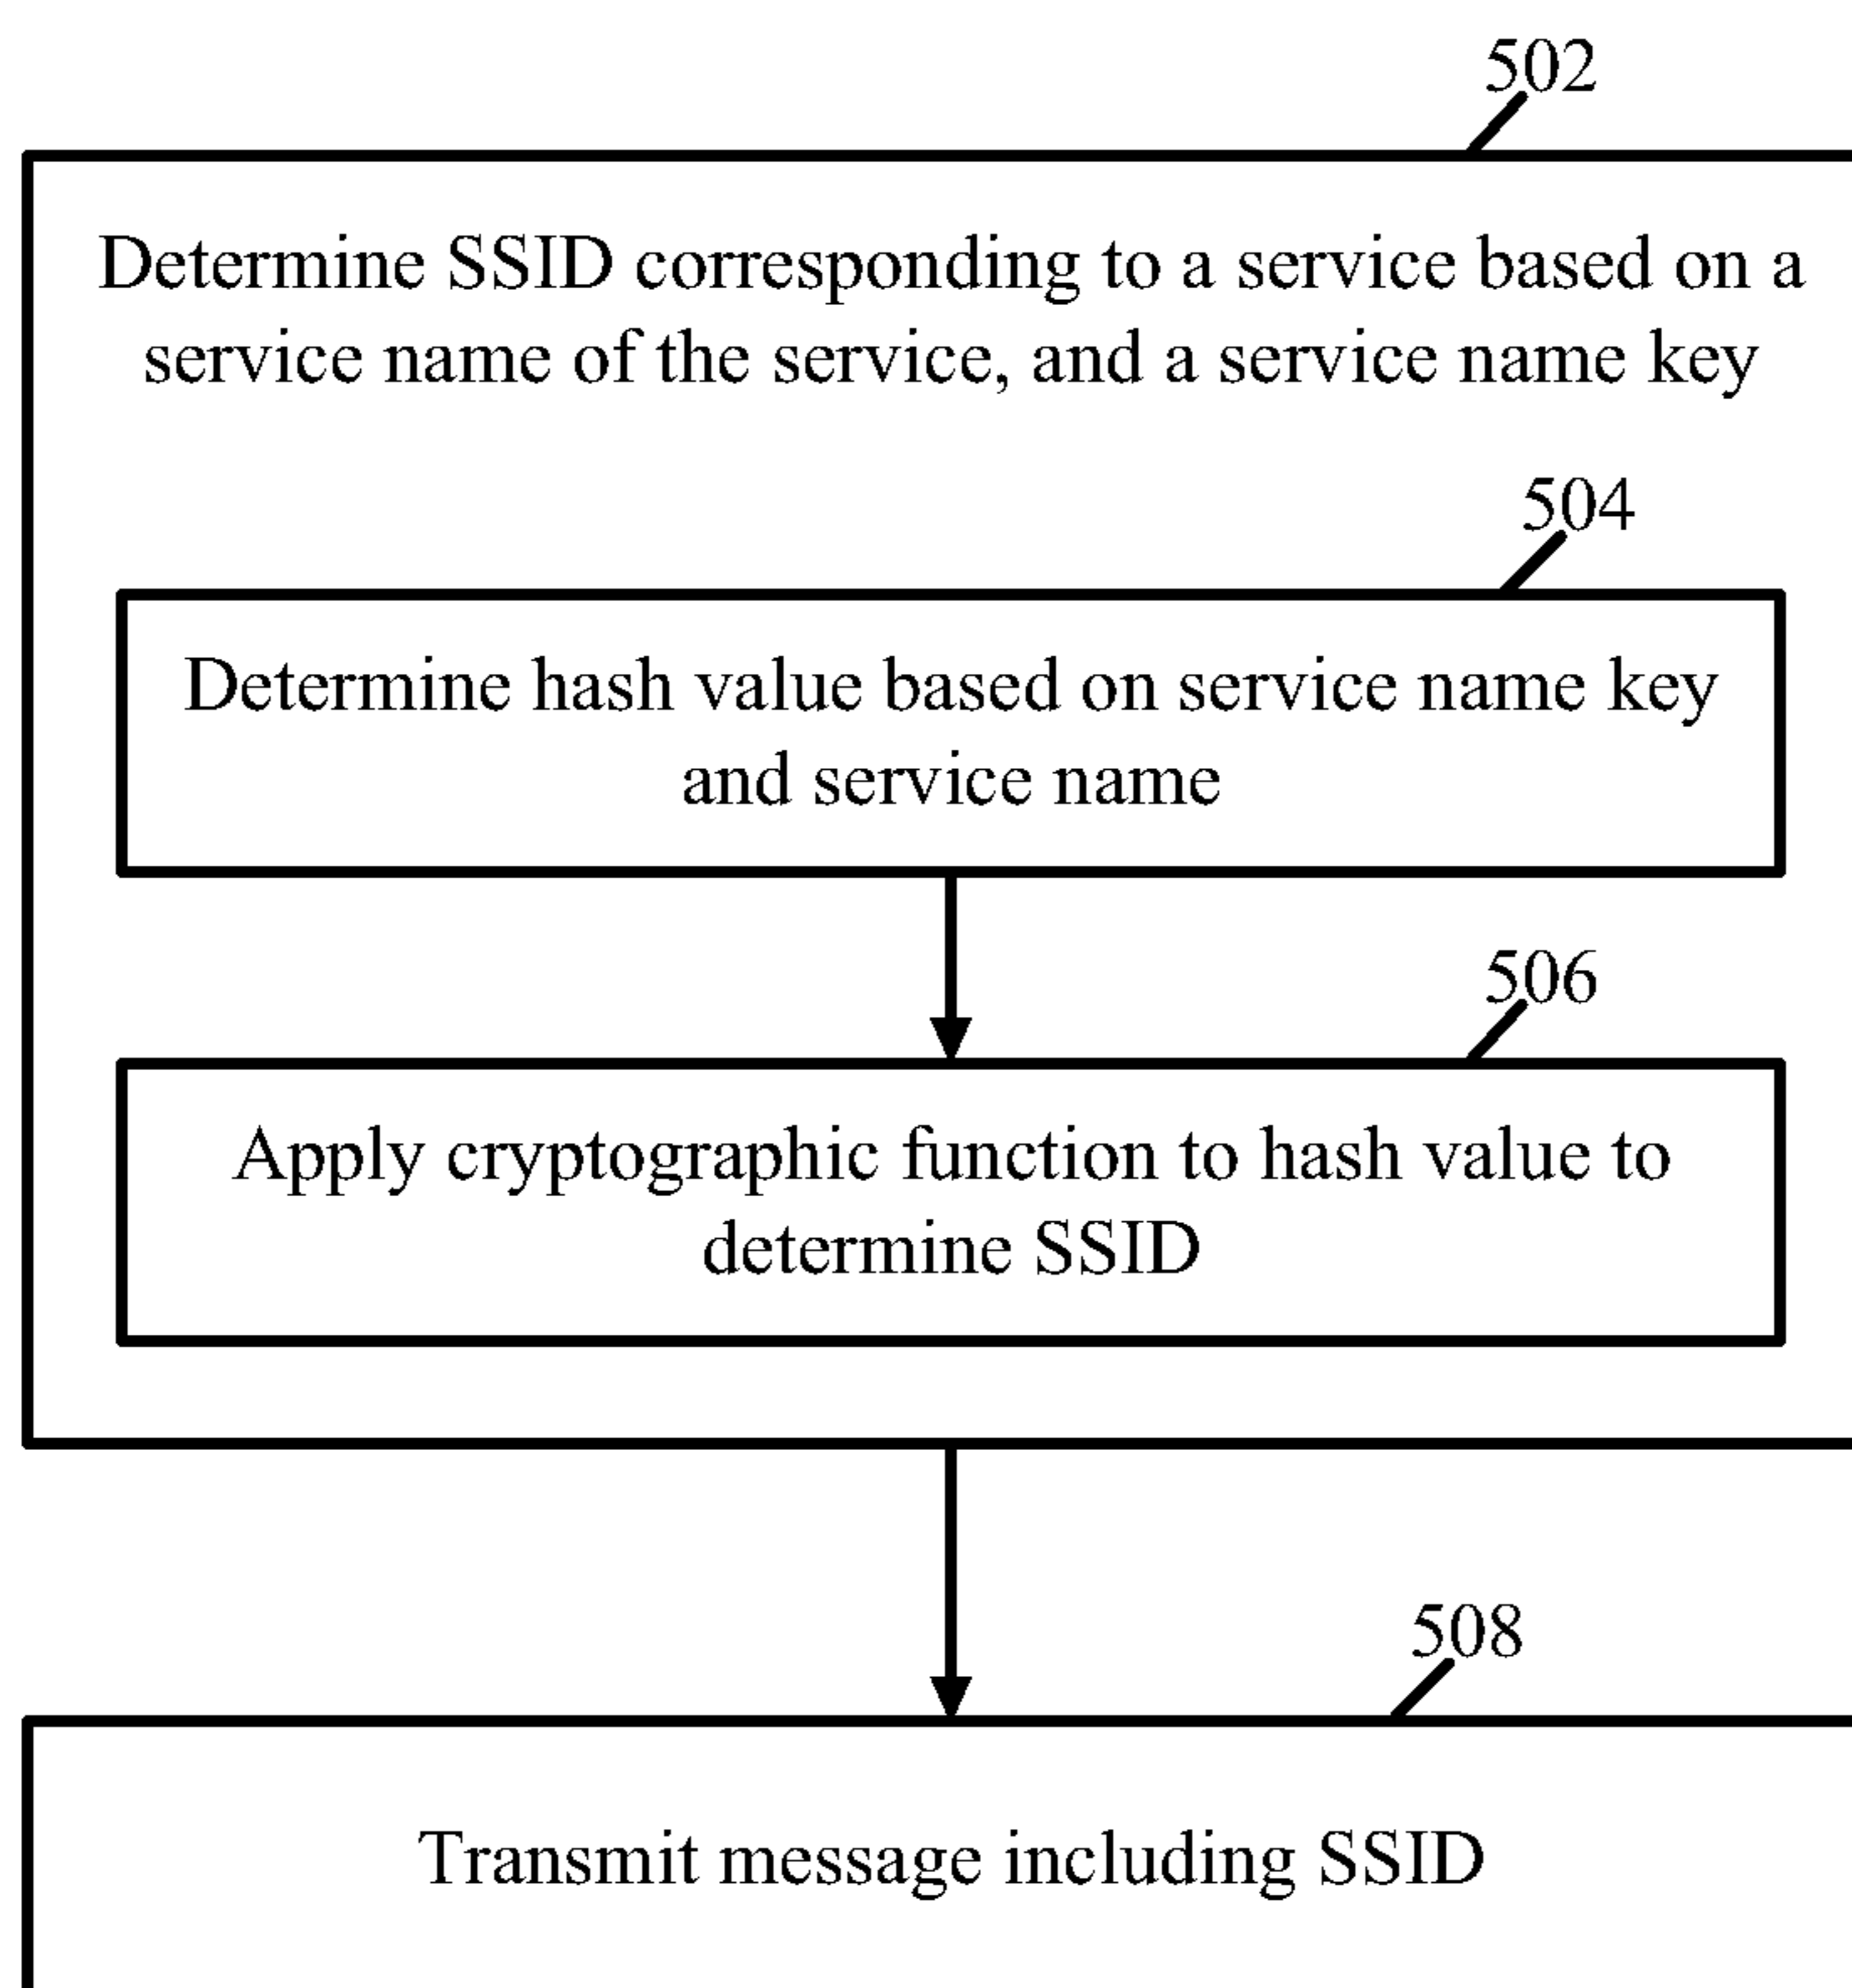 502
Determine SSID corresponding to a service based on a
service name of the service, and a service name key
504
Determine hash value based on service name key
and service name
506
Apply cryptographic function to hash value to
determine SSID
508
Transmit message including SSID